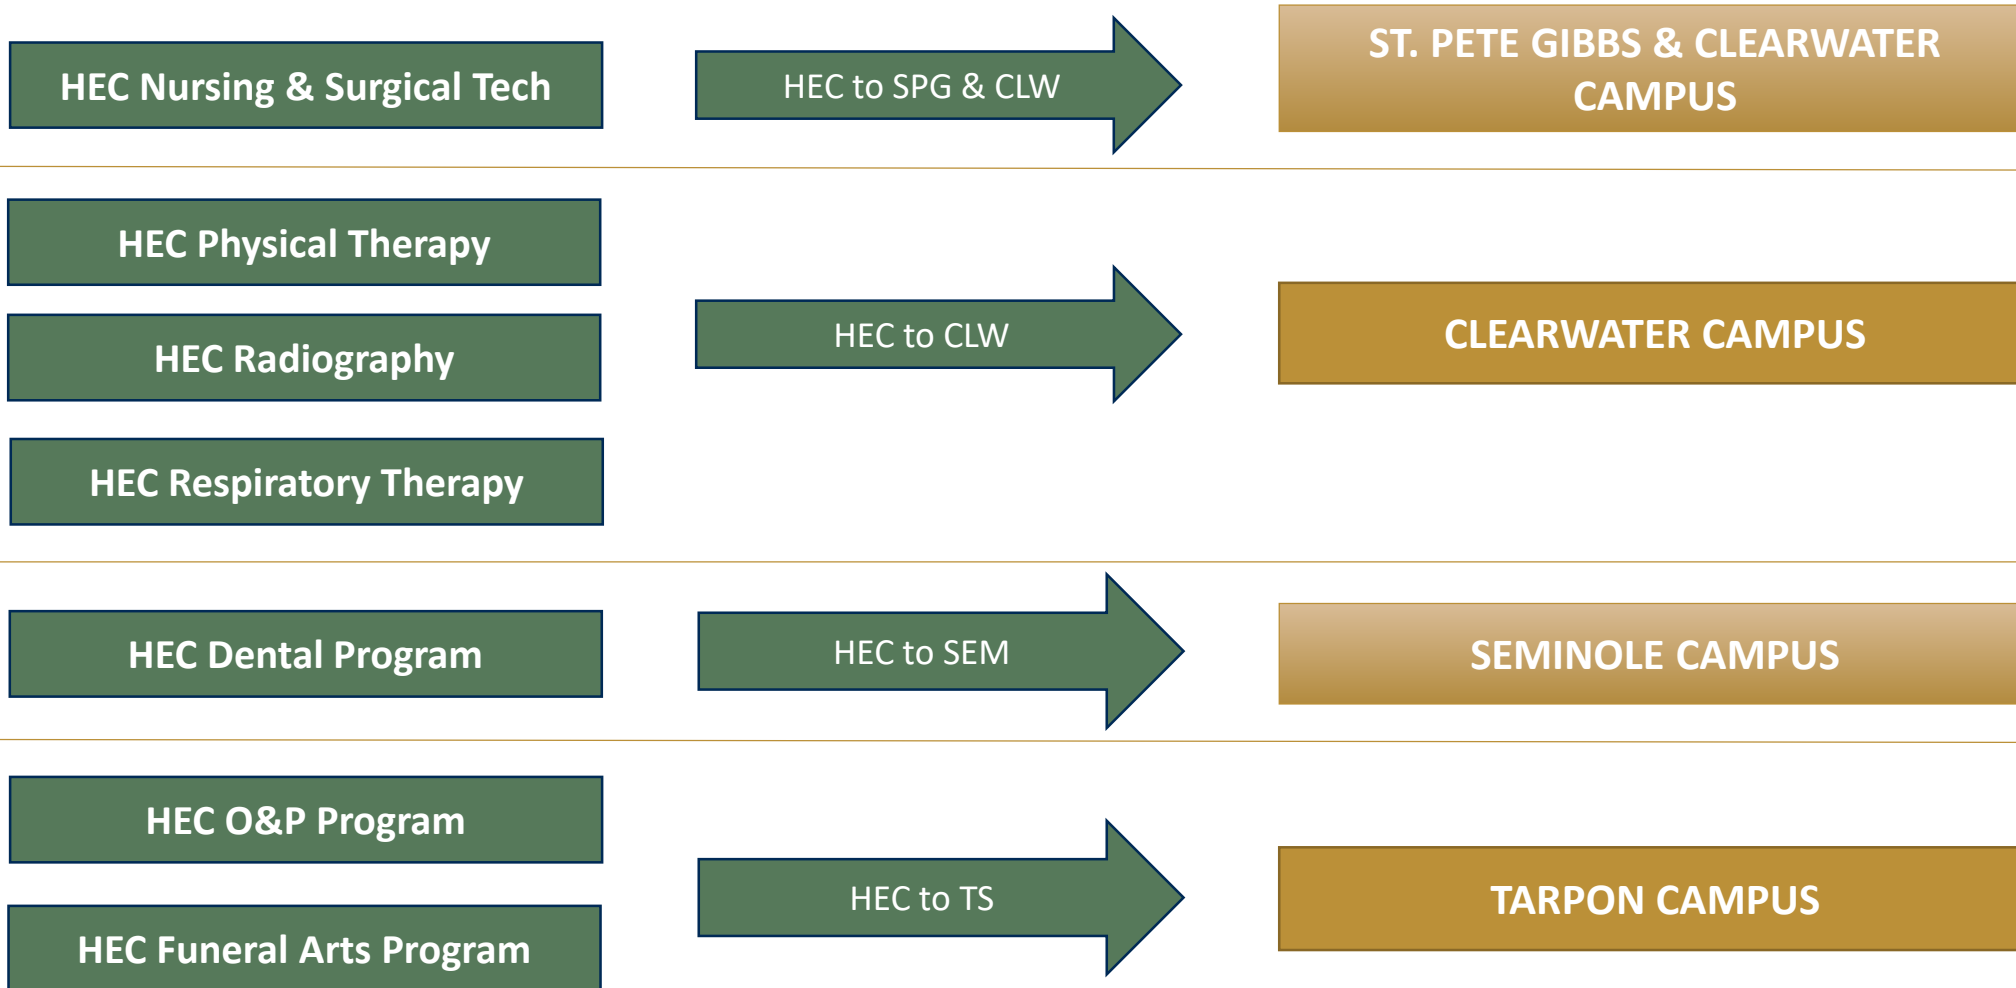 HEC Nursing & Surgical Tech
HEC to SPG & CLW
ST. PETE GIBBS & CLEARWATER
CAMPUS
HEC Physical Therapy
HEC Radiography
HEC Respiratory Therapy
HEC to CLW
CLEARWATER CAMPUS
HEC Dental Program
HEC to SEM
SEMINOLE CAMPUS
HEC O&P Program
HEC Funeral Arts Program
HEC to TS
TARPON CAMPUS